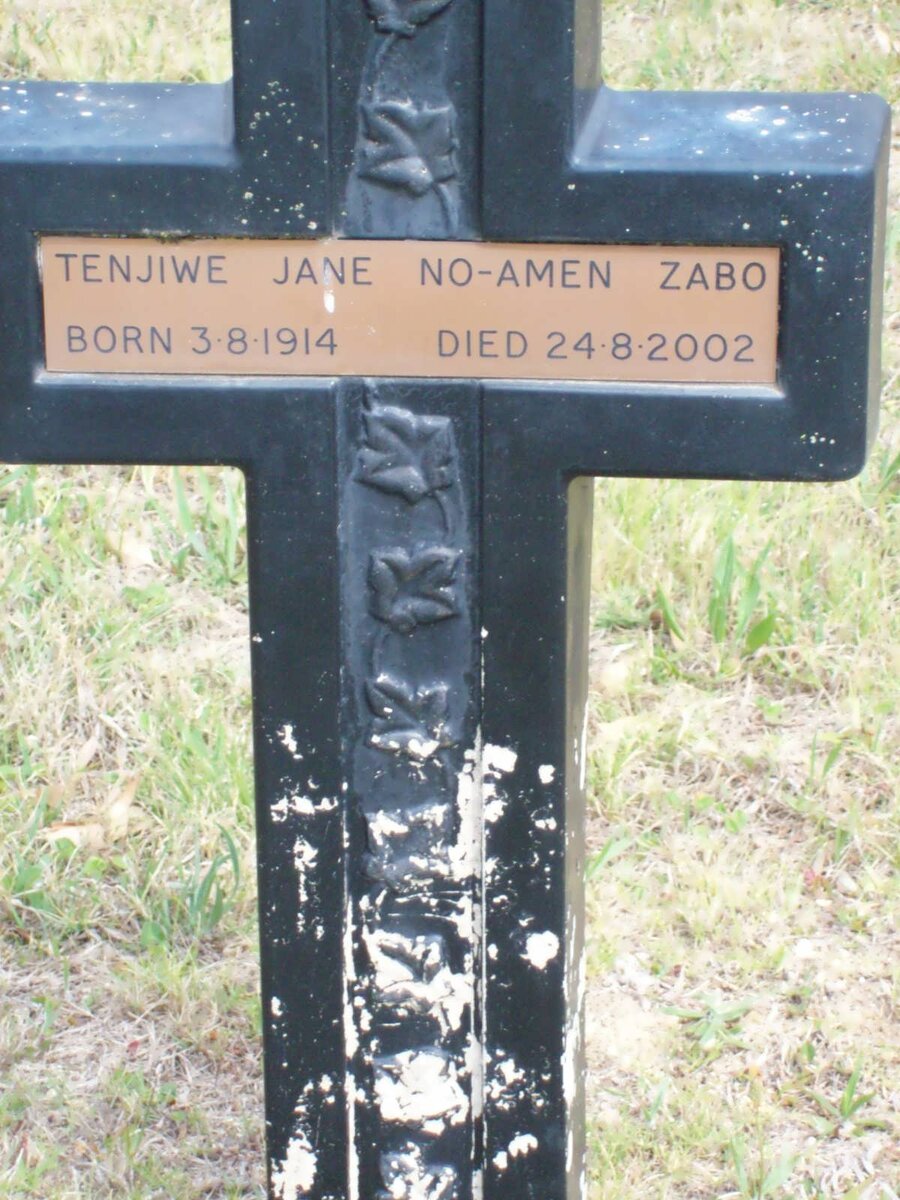 TENJIWE JANE NO-AMEN ZABO
BORN 3·8·1914 DIED 24·8·2002